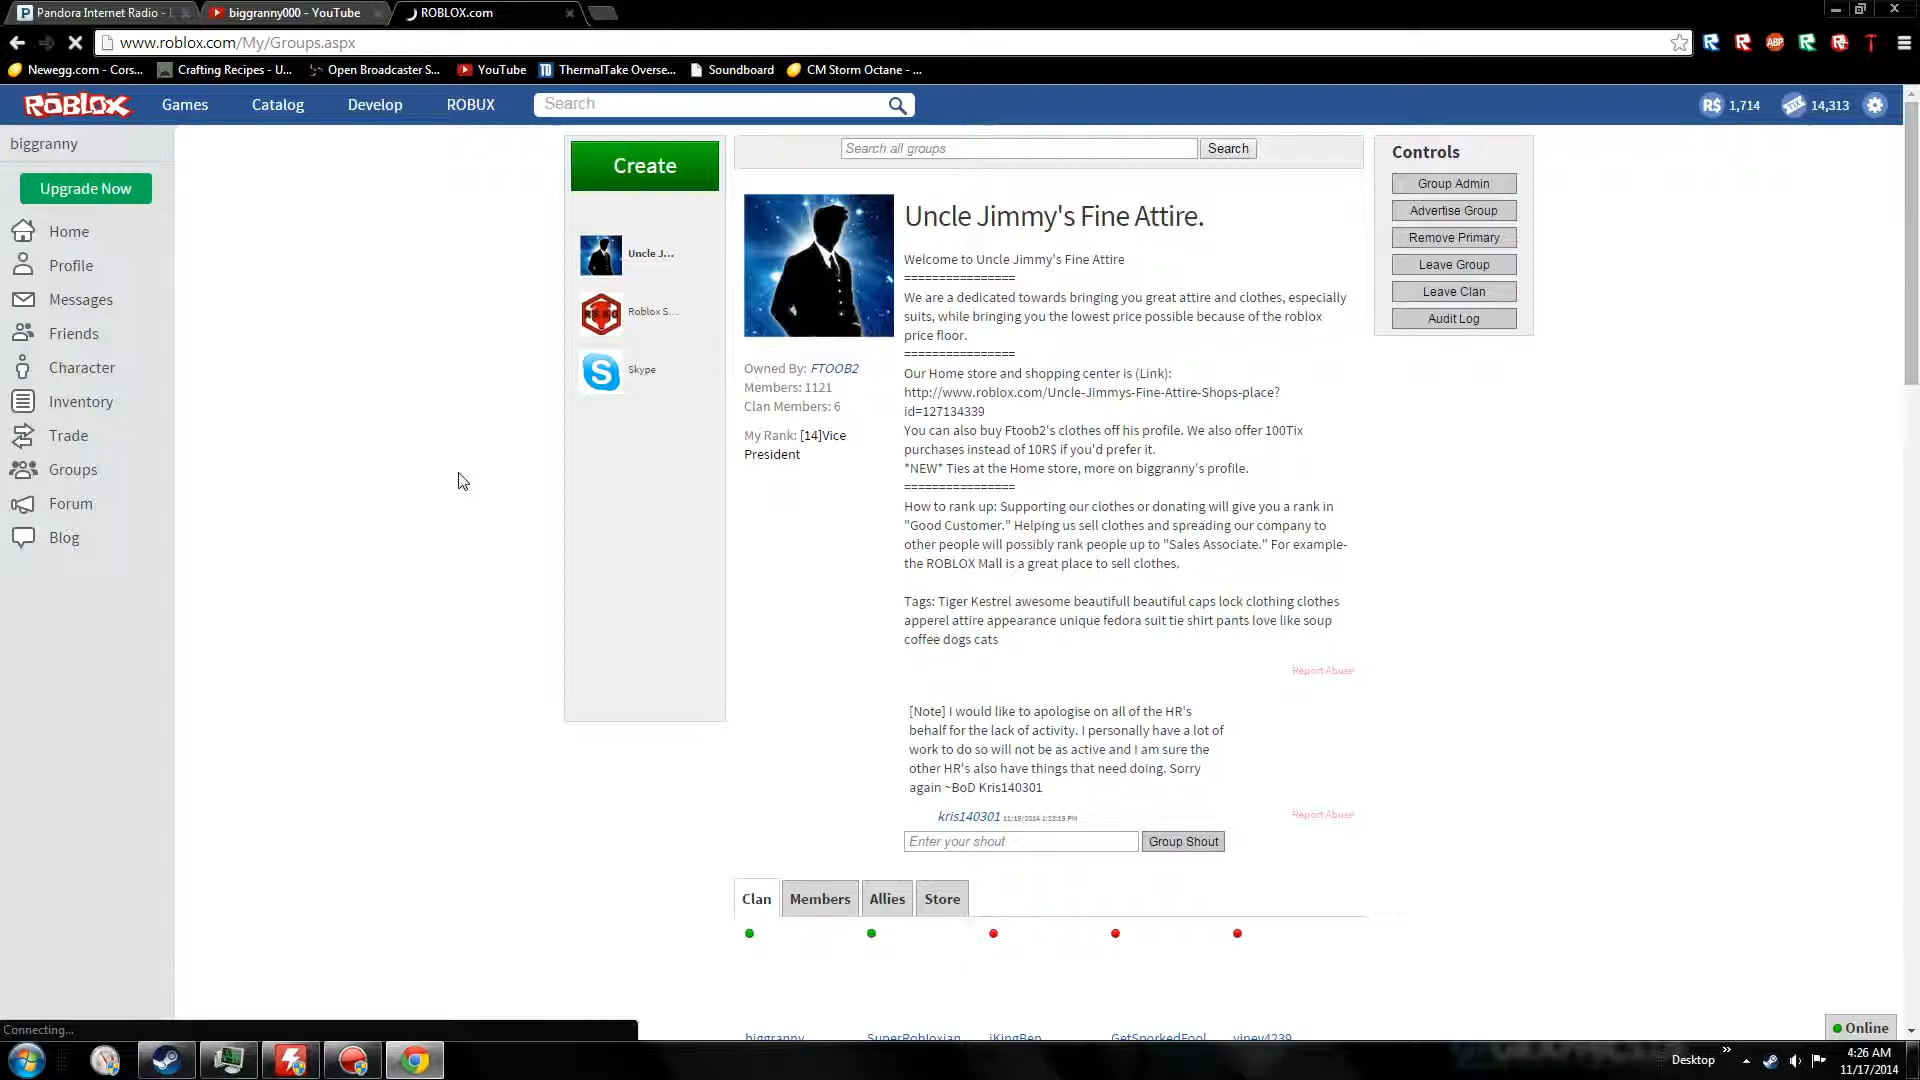 Pandora Internet Radio -
biggranny000 - YouTube
ROBLOX.com
www.roblox.com/My/Groups.aspx
Newegg.com - Cors...
Crafting Recipes - U...
Open Broadcaster S...
YouTube
ThermalTake Overse...
Soundboard
CM Storm Octane - ...
ROBLOX
Games
Catalog
Develop
ROBUX
Search
R$ 1,714
TIX 14,313
biggranny
Upgrade Now
Home
Profile
Messages
Friends
Character
Inventory
Trade
Groups
Forum
Blog
Create
Uncle J...
Roblox S...
Skype
Search all groups
Search
Uncle Jimmy's Fine Attire.
Owned By: FTOOB2
Members: 1121
Clan Members: 6
My Rank: [14]Vice
President
Welcome to Uncle Jimmy's Fine Attire
================
We are a dedicated towards bringing you great attire and clothes, especially
suits, while bringing you the lowest price possible because of the roblox
price floor.
================
Our Home store and shopping center is (Link):
http://www.roblox.com/Uncle-Jimmys-Fine-Attire-Shops-place?
id=127134339
You can also buy Ftoob2's clothes off his profile. We also offer 100Tix
purchases instead of 10R$ if you'd prefer it.
*NEW* Ties at the Home store, more on biggranny's profile.
================
How to rank up: Supporting our clothes or donating will give you a rank in
"Good Customer." Helping us sell clothes and spreading our company to
other people will possibly rank people up to "Sales Associate." For example-
the ROBLOX Mall is a great place to sell clothes.
Tags: Tiger Kestrel awesome beautifull beautiful caps lock clothing clothes
apperel attire appearance unique fedora suit tie shirt pants love like soup
coffee dogs cats
Report Abuse
[Note] I would like to apologise on all of the HR's
behalf for the lack of activity. I personally have a lot of
work to do so will not be as active and I am sure the
other HR's also have things that need doing. Sorry
again ~BoD Kris140301
kris140301
Report Abuse
Enter your shout
Group Shout
Clan
Members
Allies
Store
biggranny
SuperRobloxian
iKingBen
GetSporkedFool
viney4239
Controls
Group Admin
Advertise Group
Remove Primary
Leave Group
Leave Clan
Audit Log
Connecting...
Online
Desktop
4:26 AM
11/17/2014